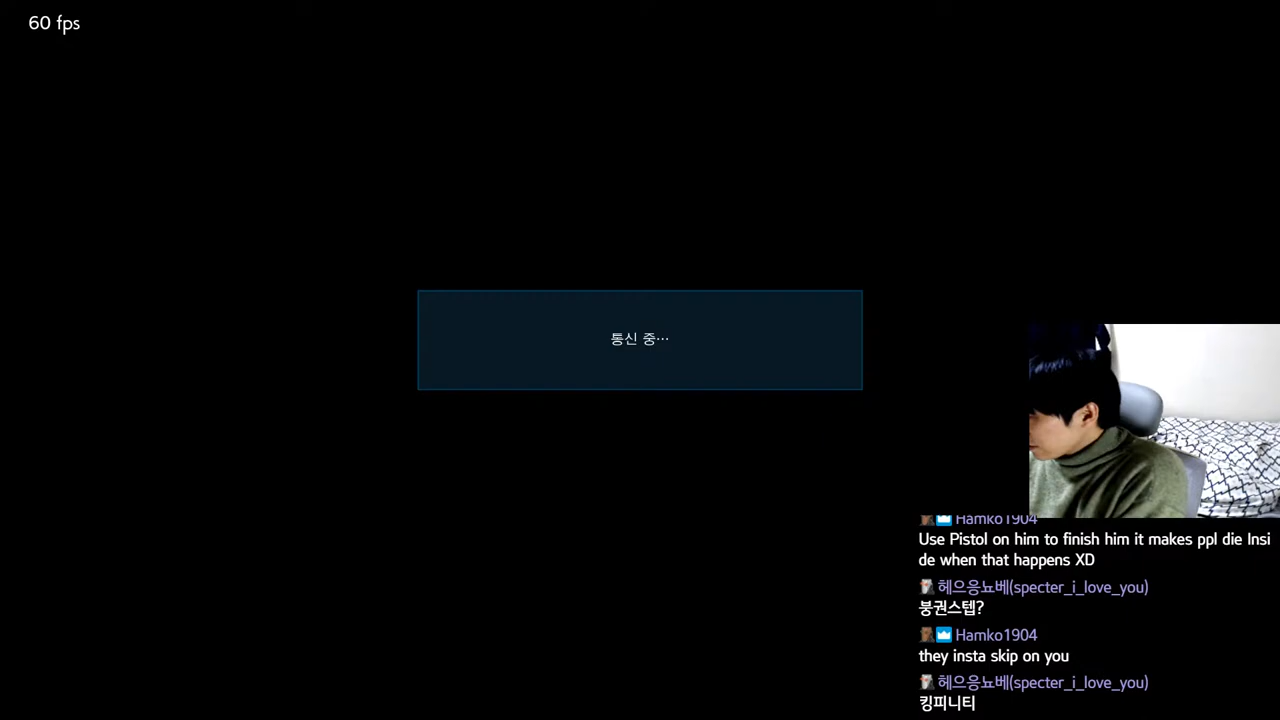 60 fps
통신 중…
Hamko1904
Use Pistol on him to finish him it makes ppl die Insi
de when that happens XD
헤으응뇨베(specter_i_love_you)
붕권스텝?
Hamko1904
they insta skip on you
헤으응뇨베(specter_i_love_you)
킹피니티